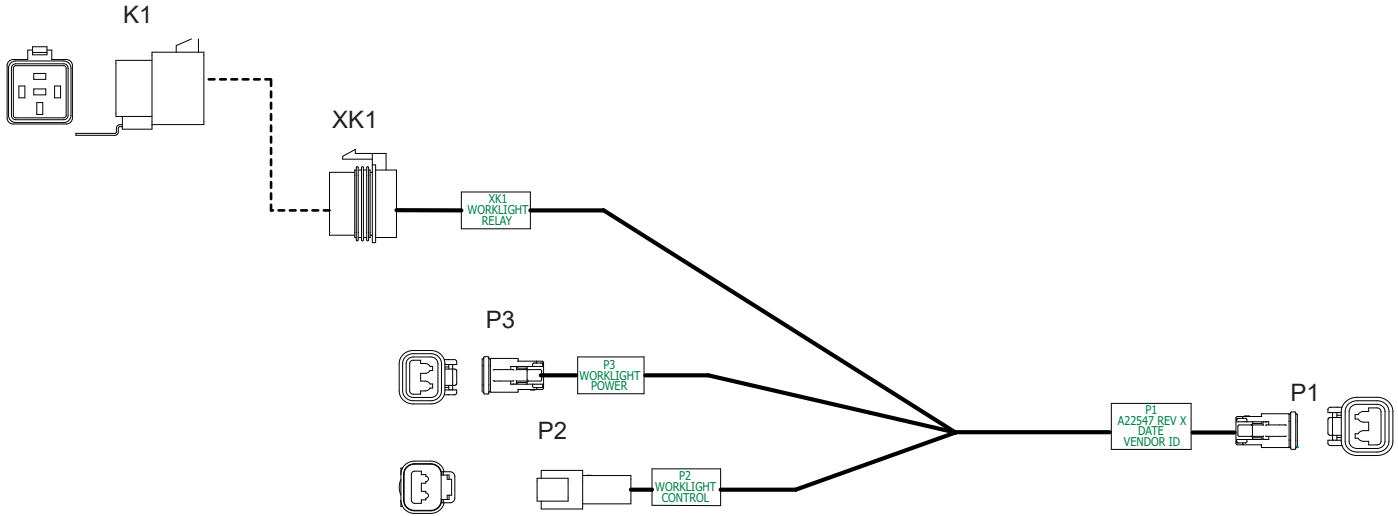 K1
XK1
XK1
WORKLIGHT
RELAY
P3
P3
WORKLIGHT
POWER
P2
P2
WORKLIGHT
CONTROL
P1
P1
A22547 REV X
DATE
VENDOR ID